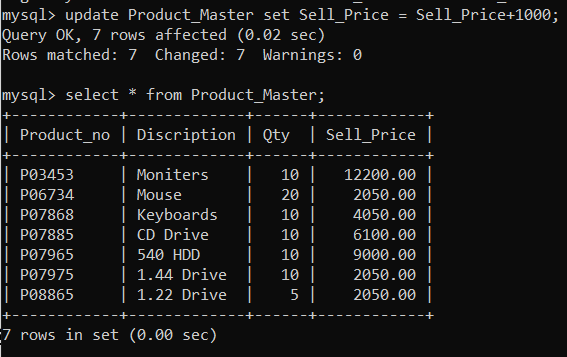 mysql> update Product_Master set Sell_Price = Sell_Price+1000;
Query OK, 7 rows affected (0.02 sec)
Rows matched: 7  Changed: 7  Warnings: 0
mysql> select * from Product_Master;
+------------+-------------+------+------------+
| Product_no | Discription | Qty  | Sell_Price |
+------------+-------------+------+------------+
| P03453     | Moniters    |   10 |   12200.00 |
| P06734     | Mouse       |   20 |    2050.00 |
| P07868     | Keyboards   |   10 |    4050.00 |
| P07885     | CD Drive    |   10 |    6100.00 |
| P07965     | 540 HDD     |   10 |    9000.00 |
| P07975     | 1.44 Drive  |   10 |    2050.00 |
| P08865     | 1.22 Drive  |    5 |    2050.00 |
+------------+-------------+------+------------+
7 rows in set (0.00 sec)